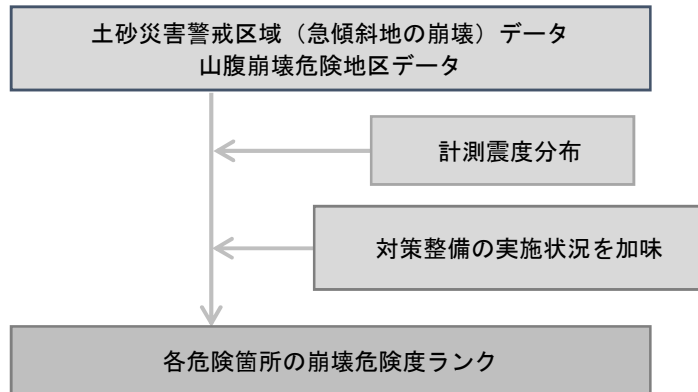 土砂災害警戒区域（急傾斜地の崩壊）データ
山腹崩壊危険地区データ
計測震度分布
対策整備の実施状況を加味
各危険箇所の崩壊危険度ランク